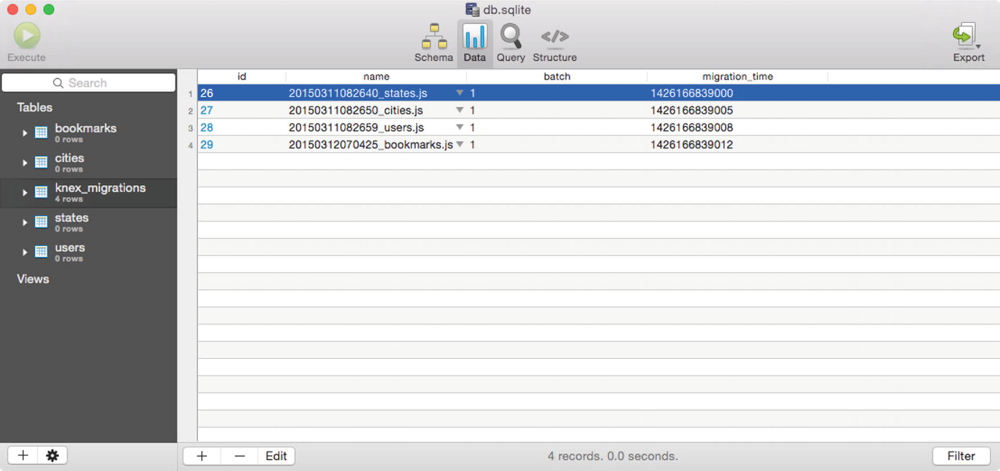 db.sqlite
Execute
Schema Data Query Structure
Export
Search
Tables
bookmarks
0 rows
cities
0 rows
knex_migrations
4 rows
states
0 rows
users
0 rows
Views
id name batch migration_time
1 26 20150311082640_states.js 1 1426166839000
2 27 20150311082650_cities.js 1 1426166839005
3 28 20150311082659_users.js 1 1426166839008
4 29 20150312070425_bookmarks.js 1 1426166839012
+ − Edit
4 records. 0.0 seconds.
Filter